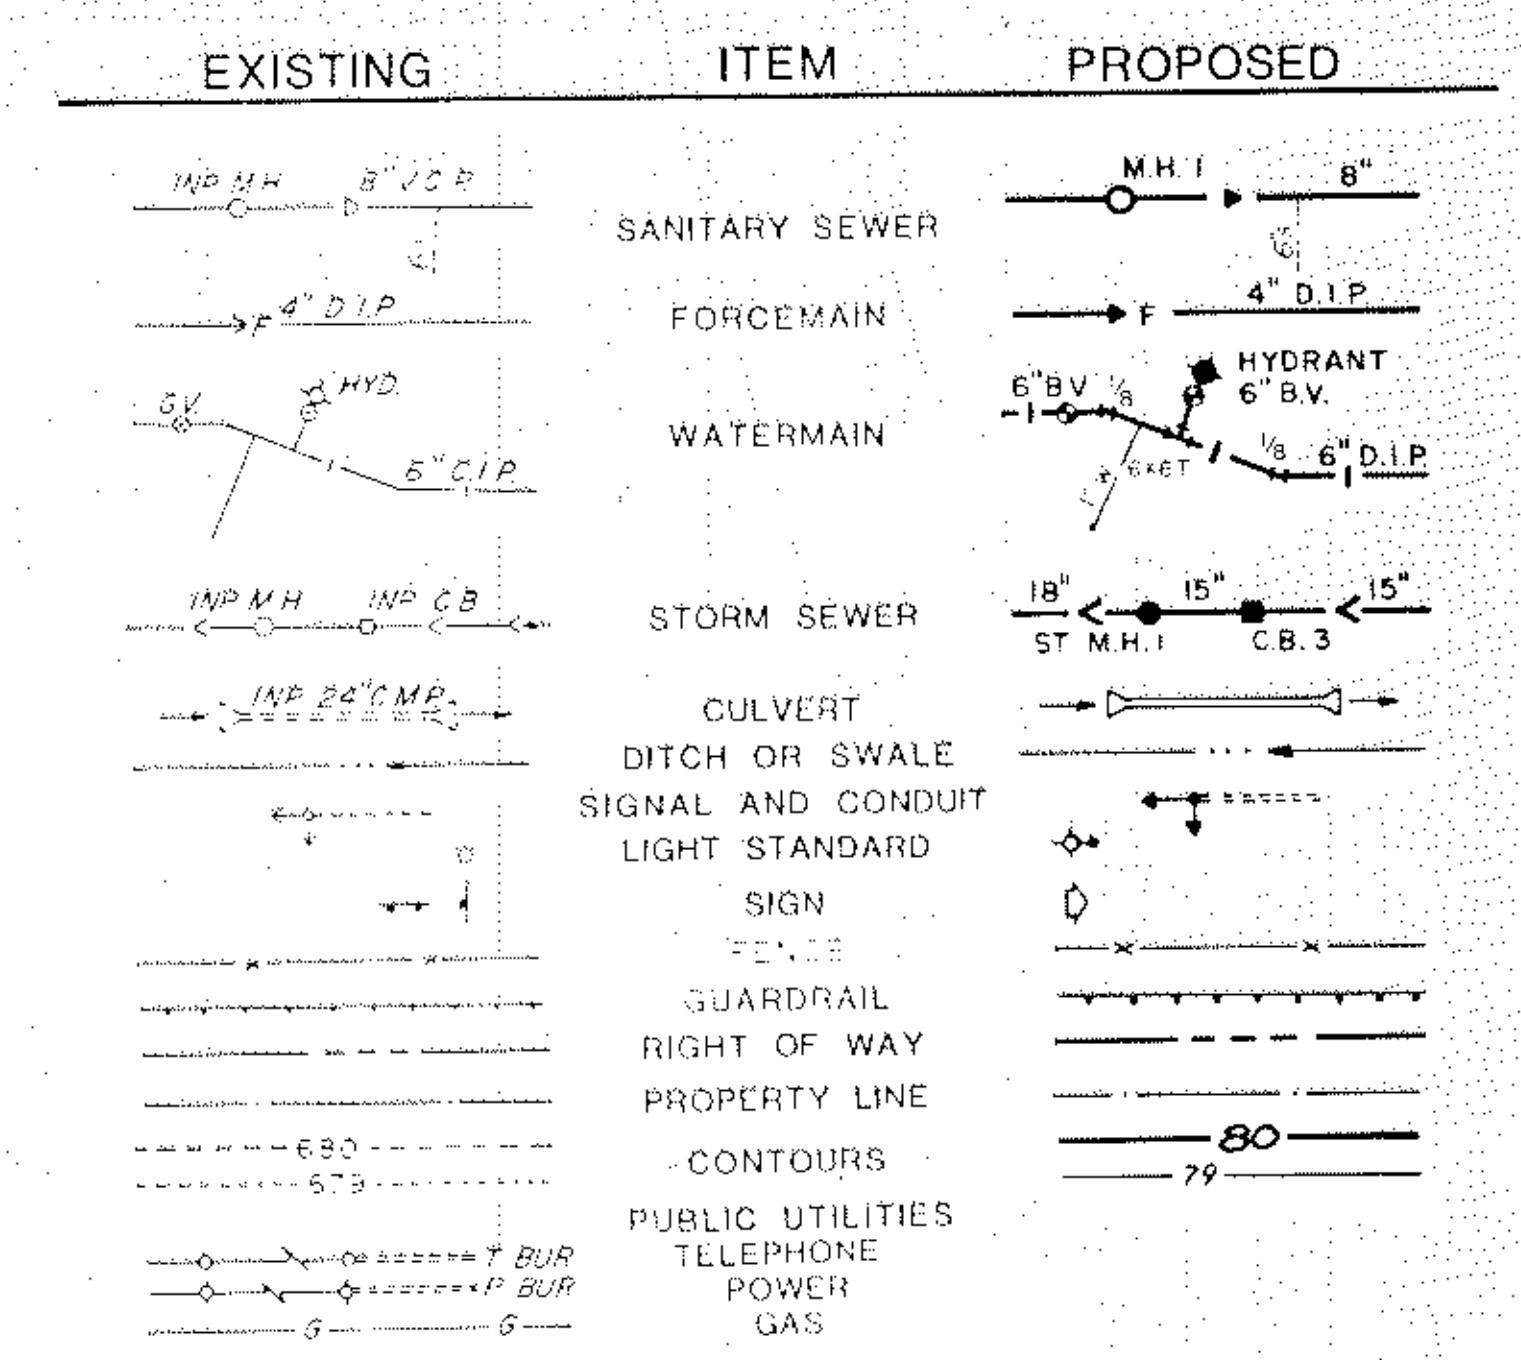 EXISTING ITEM PROPOSED
INP M H 8" V C P SANITARY SEWER M.H. 1 8"
4" D I P F FORCEMAIN 4" D.I.P. F
HYD. HYDRANT
6" B.V. 1/8 6" B.V.
G.V. WATERMAIN
6" C.I.P. 6x6 T 1/8 6" D.I.P.
INP M H INP C B STORM SEWER 18" 15" 15"
ST M.H. 1 C.B. 3
INP 24" C M P CULVERT
DITCH OR SWALE
SIGNAL AND CONDUIT
LIGHT STANDARD
SIGN
GUARDRAIL
RIGHT OF WAY
PROPERTY LINE
680 80
CONTOURS
679 79
PUBLIC UTILITIES
T BUR TELEPHONE
P BUR POWER
G G GAS